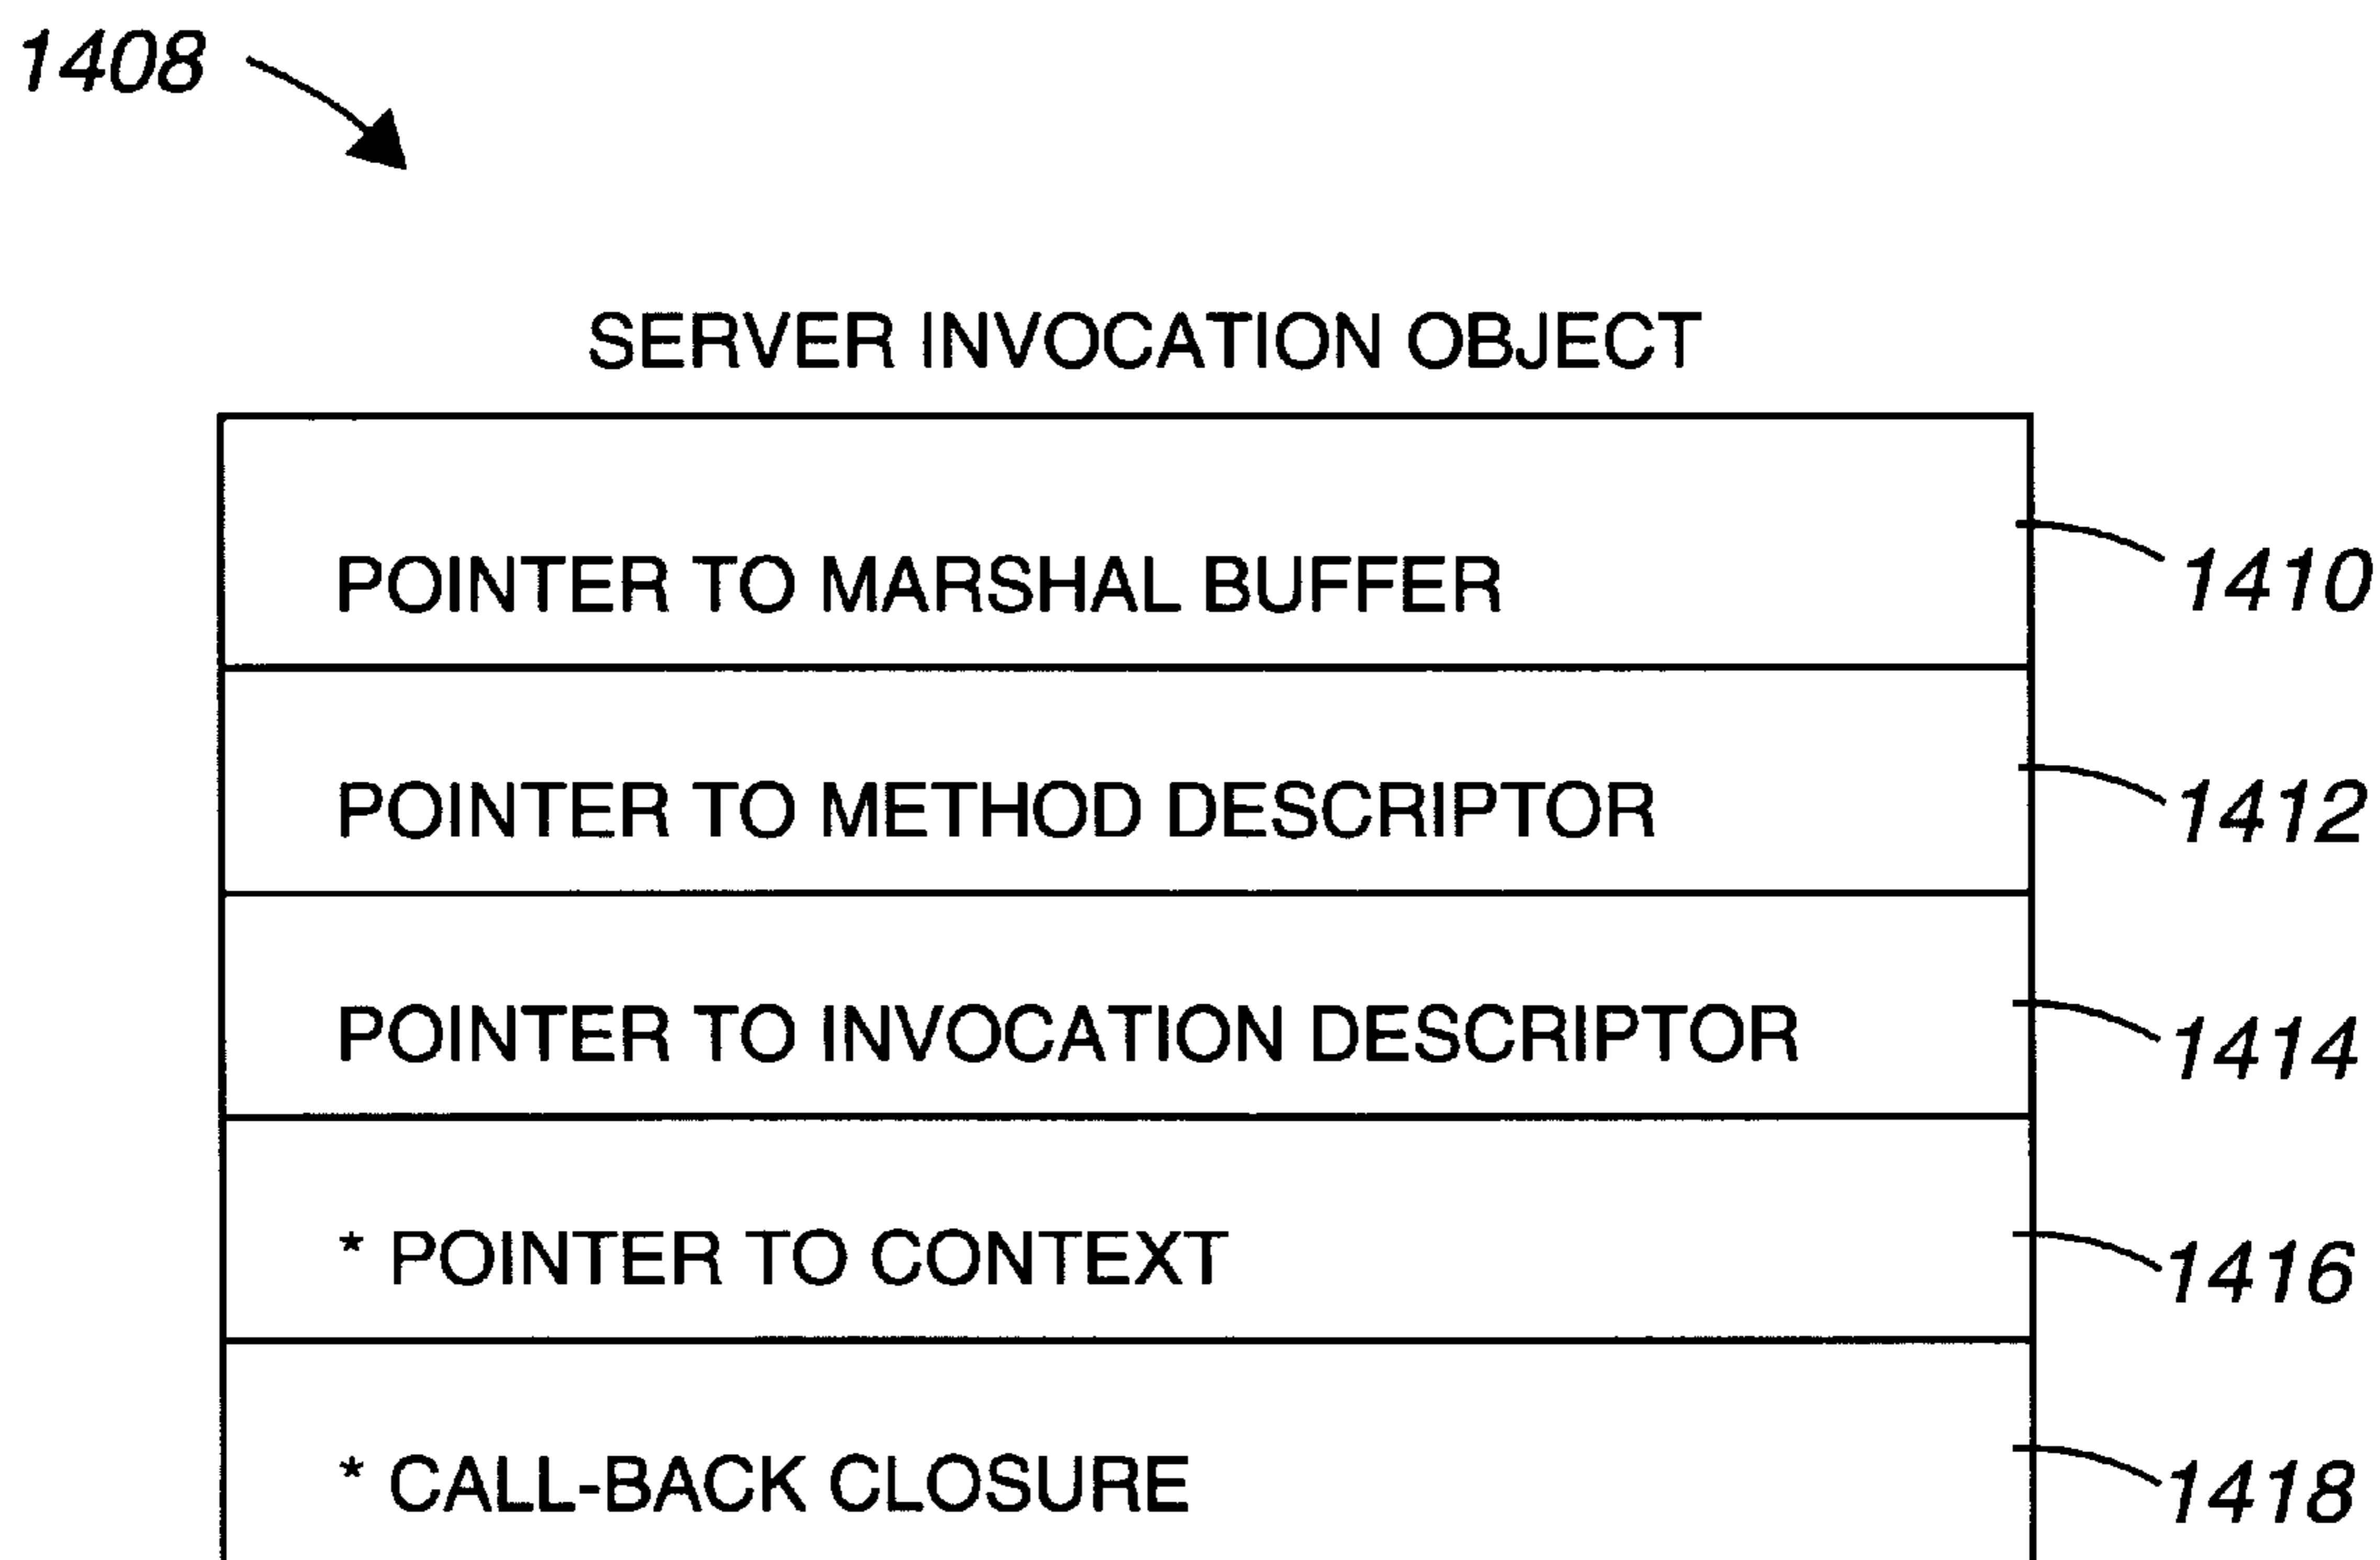 1408
SERVER INVOCATION OBJECT
POINTER TO MARSHAL BUFFER
1410
POINTER TO METHOD DESCRIPTOR
1412
POINTER TO INVOCATION DESCRIPTOR
1414
* POINTER TO CONTEXT
1416
* CALL-BACK CLOSURE
1418